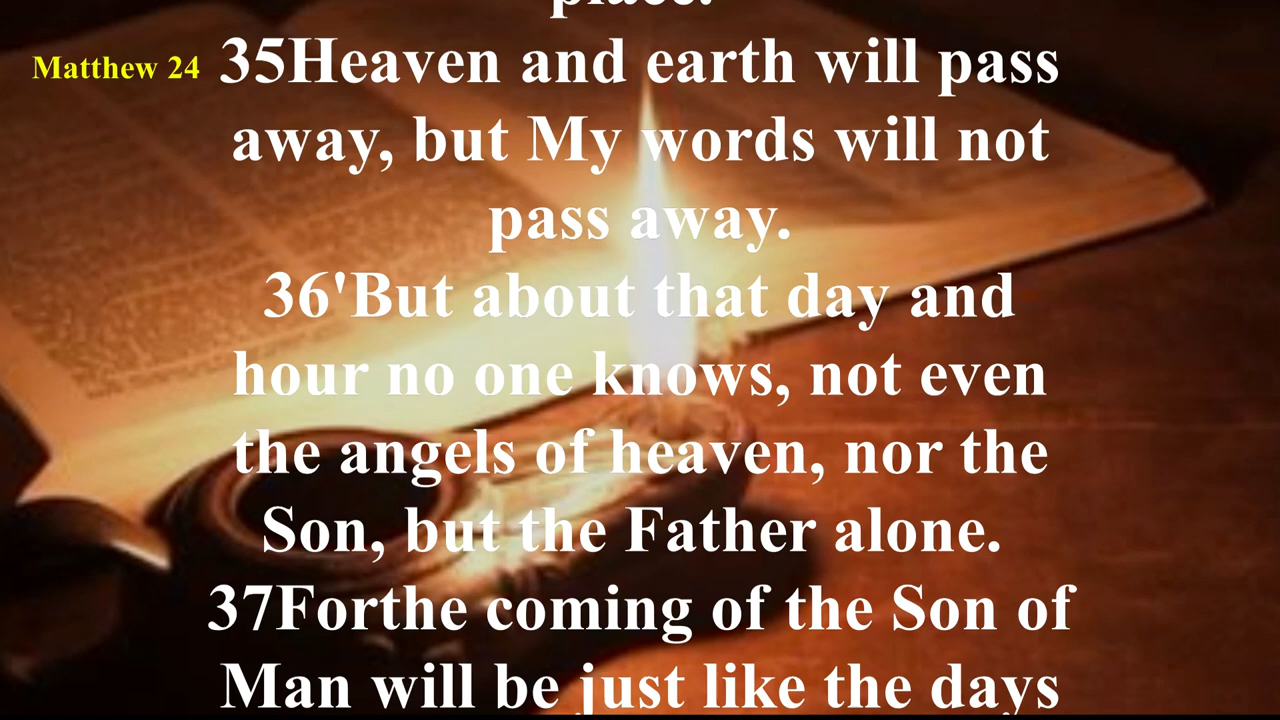 place.
Matthew 24 35Heaven and earth will pass
away, but My words will not
pass away.
36'But about that day and
hour no one knows, not even
the angels of heaven, nor the
Son, but the Father alone.
37Forthe coming of the Son of
Man will be just like the days